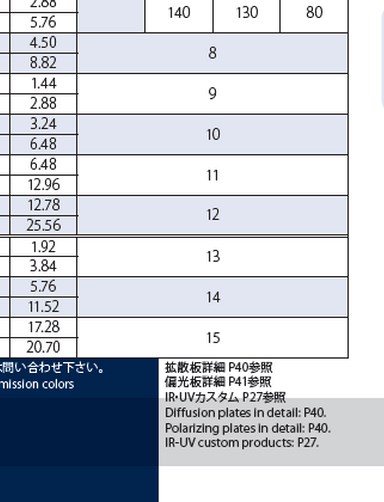 2.88
140 130 80
5.76
4.50
8
8.82
1.44
9
2.88
3.24
10
6.48
6.48
11
12.96
12.78
12
25.56
1.92
13
3.84
5.76
14
11.52
17.28
15
20.70
問い合わせ下さい。
mission colors
拡散板詳細 P40参照
偏光板詳細 P41参照
IR・UVカスタム P27参照
Diffusion plates in detail: P40.
Polarizing plates in detail: P40.
IR-UV custom products: P27.